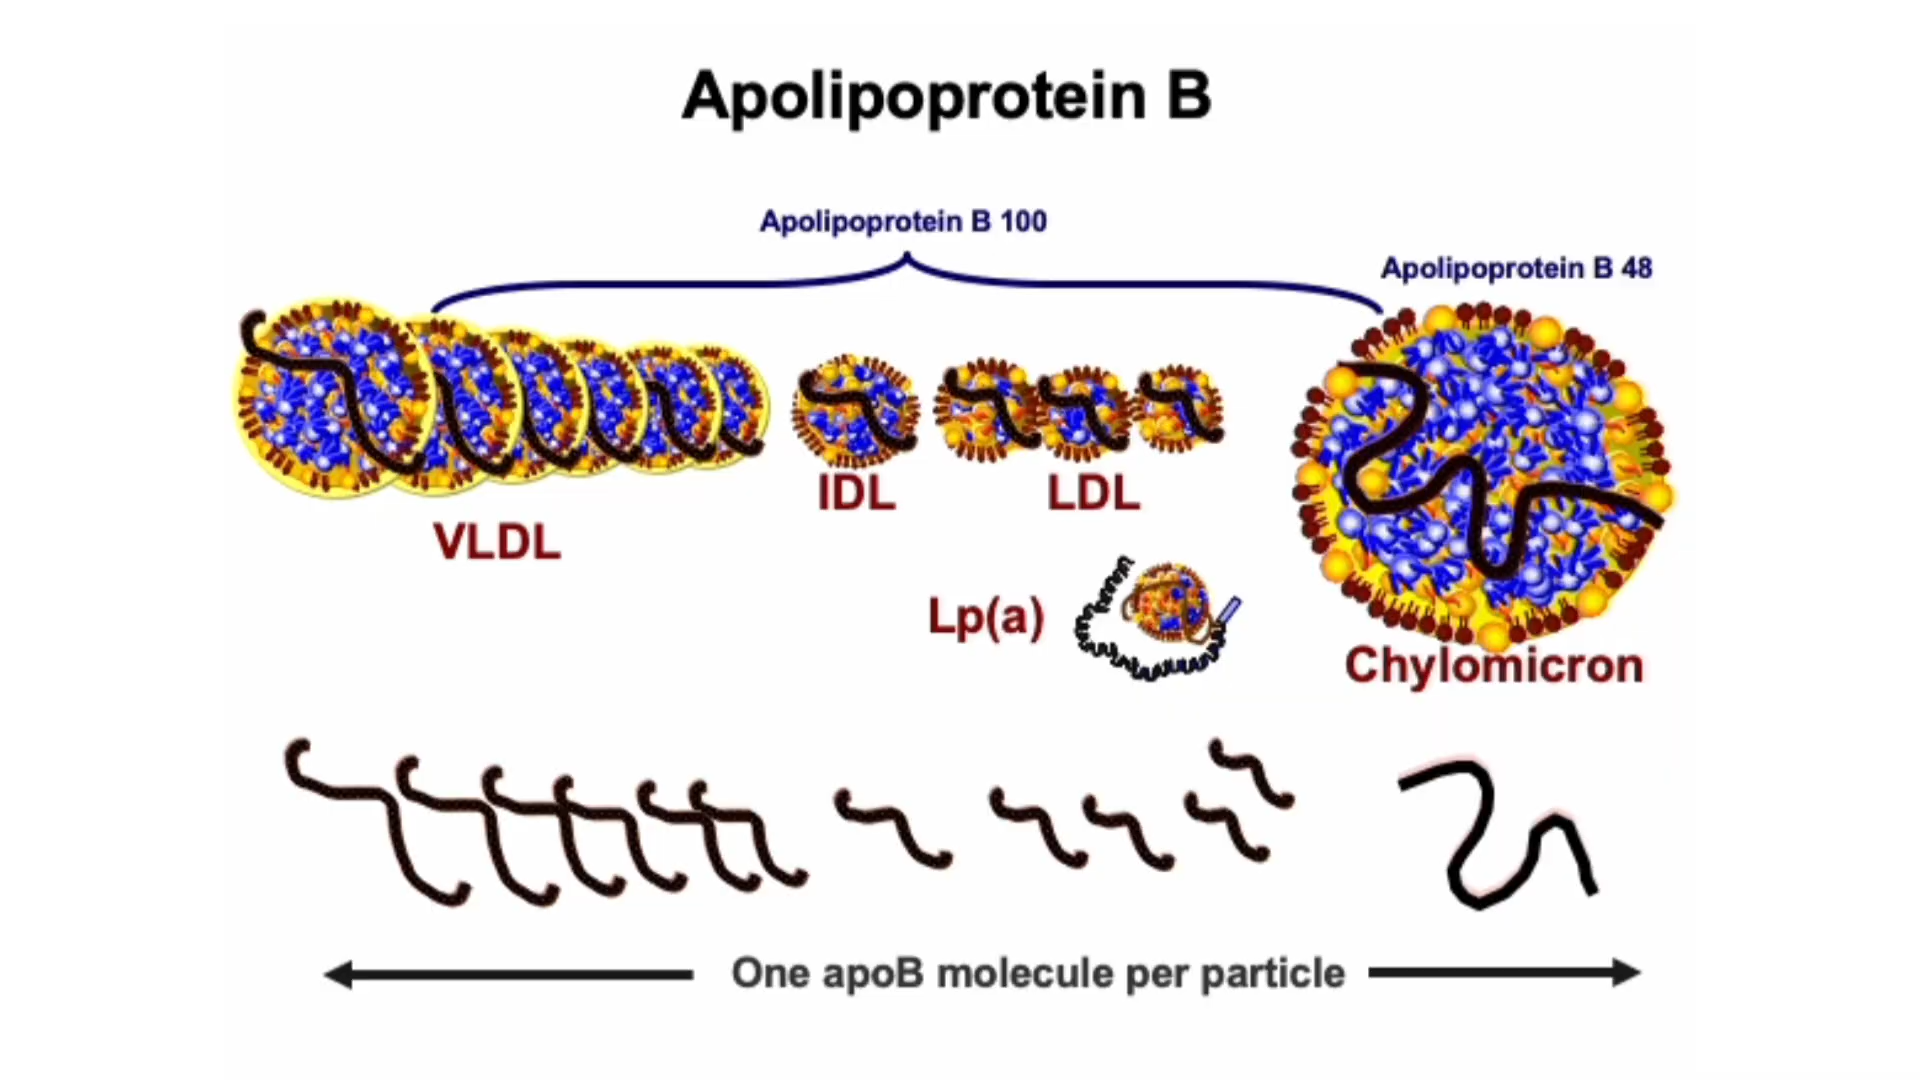 Apolipoprotein B
Apolipoprotein B 100
Apolipoprotein B 48
VLDL
IDL
LDL
Lp(a)
Chylomicron
One apoB molecule per particle